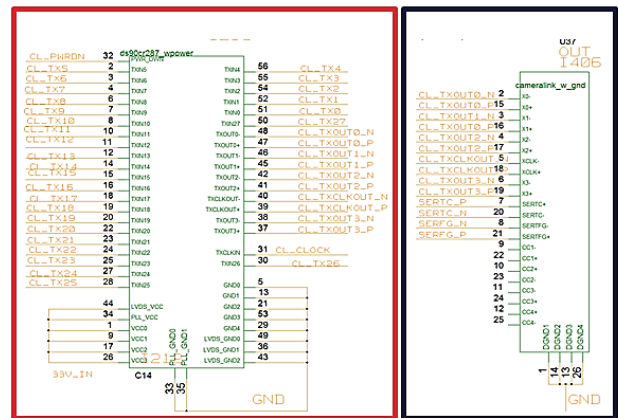 ds90cr287_wpower
CL_PWRDN 32 PWR_DWN
CL_TX5 2 TXIN5 TXIN4 56 CL_TX4
CL_TX6 3 TXIN6 TXIN3 55 CL_TX3
CL_TX7 4 TXIN7 TXIN2 54 CL_TX2
CL_TX8 6 TXIN8 TXIN1 52 CL_TX1
CL_TX9 7 TXIN9 TXIN0 51 CL_TX0
CL_TX10 8 TXIN10 TXIN27 50 CL_TX27
CL_TX11 10 TXIN11 TXOUT0- 48 CL_TXOUT0_N
CL_TX12 11 TXIN12 TXOUT0+ 47 CL_TXOUT0_P
CL_TX13 12 TXIN13 TXOUT1- 46 CL_TXOUT1_N
CL_TX14 14 TXIN14 TXOUT1+ 45 CL_TXOUT1_P
CL_TX15 15 TXIN15 TXOUT2- 42 CL_TXOUT2_N
CL_TX16 16 TXIN16 TXOUT2+ 41 CL_TXOUT2_P
CL_TX17 18 TXIN17 TXCLKOUT- 40 CL_TXCLKOUT_N
CL_TX18 19 TXIN18 TXCLKOUT+ 39 CL_TXCLKOUT_P
CL_TX19 20 TXIN19 TXOUT3- 38 CL_TXOUT3_N
CL_TX20 22 TXIN20 TXOUT3+ 37 CL_TXOUT3_P
CL_TX21 23 TXIN21
CL_TX22 24 TXIN22 TXCLKIN 31 CL_CLOCK
CL_TX23 25 TXIN23 TXIN26 30 CL_TX26
CL_TX24 27 TXIN24
CL_TX25 28 TXIN25 GND0 5
GND1 13
44 LVDS_VCC GND2 21
34 PLL_VCC GND3 53
1 VCC0 GND4 29
9 VCC1 LVDS_GND0 49
17 VCC2 LVDS_GND1 36
26 VCC3 LVDS_GND2 43
PLL_GND0 PLL_GND1
33V_IN C14 33 35
GND
U37
OUT
I406
cameralink_w_gnd
CL_TXOUT0_N 2 X0-
CL_TXOUT0_P 15 X0+
CL_TXOUT1_N 3 X1-
CL_TXOUT0_P 16 X1+
CL_TXOUT2_N 4 X2-
CL_TXOUT2_P 17 X2+
CL_TXCLKOUT_N 5 XCLK-
CL_TXCLKOUT_P 18 XCLK+
CL_TXOUT3_N 6 X3-
CL_TXOUT3_P 19 X3+
SERTC_P 7 SERTC+
SERTC_N 20 SERTC-
SERFG_N 8 SERTFG-
SERFG_P 21 SERTFG+
9 CC1-
22 CC1+
10 CC2+
23 CC2-
11 CC3-
24 CC3+
12 CC4+
25 CC4-
DGND1 DGND2 DGND3 DGND4
1 14 13 26
GND